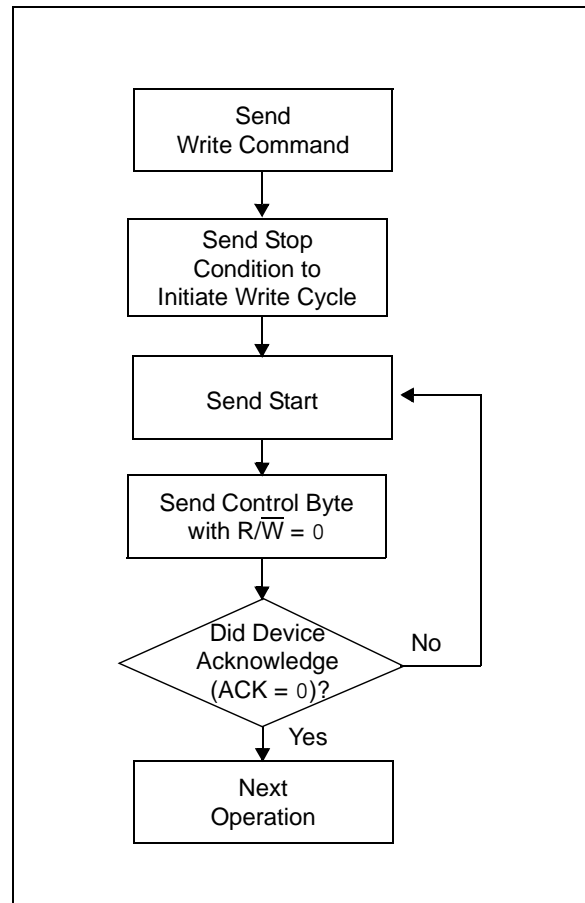 Send
Write Command
Send Stop
Condition to
Initiate Write Cycle
Send Start
Send Control Byte
with R/W̅ = 0
Did Device
Acknowledge
(ACK = 0)?
No
Yes
Next
Operation